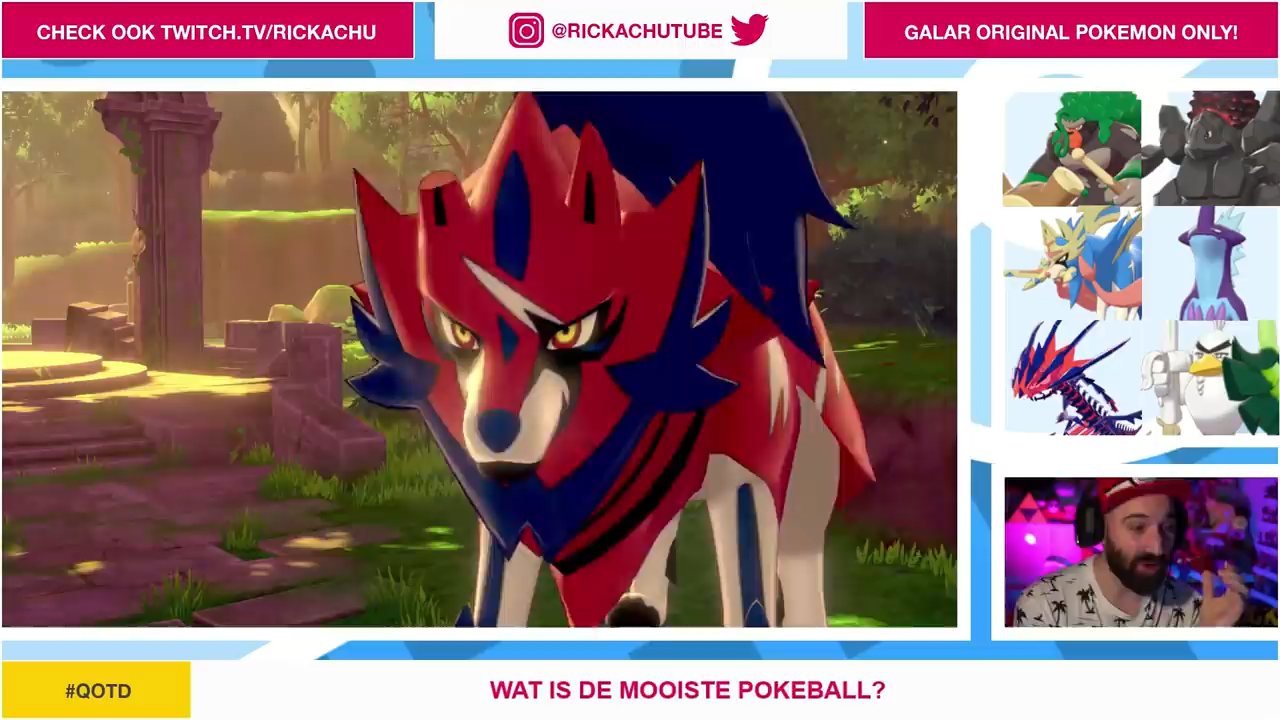 CHECK OOK TWITCH.TV/RICKACHU
@RICKACHUTUBE
GALAR ORIGINAL POKEMON ONLY!
#QOTD
WAT IS DE MOOISTE POKEBALL?